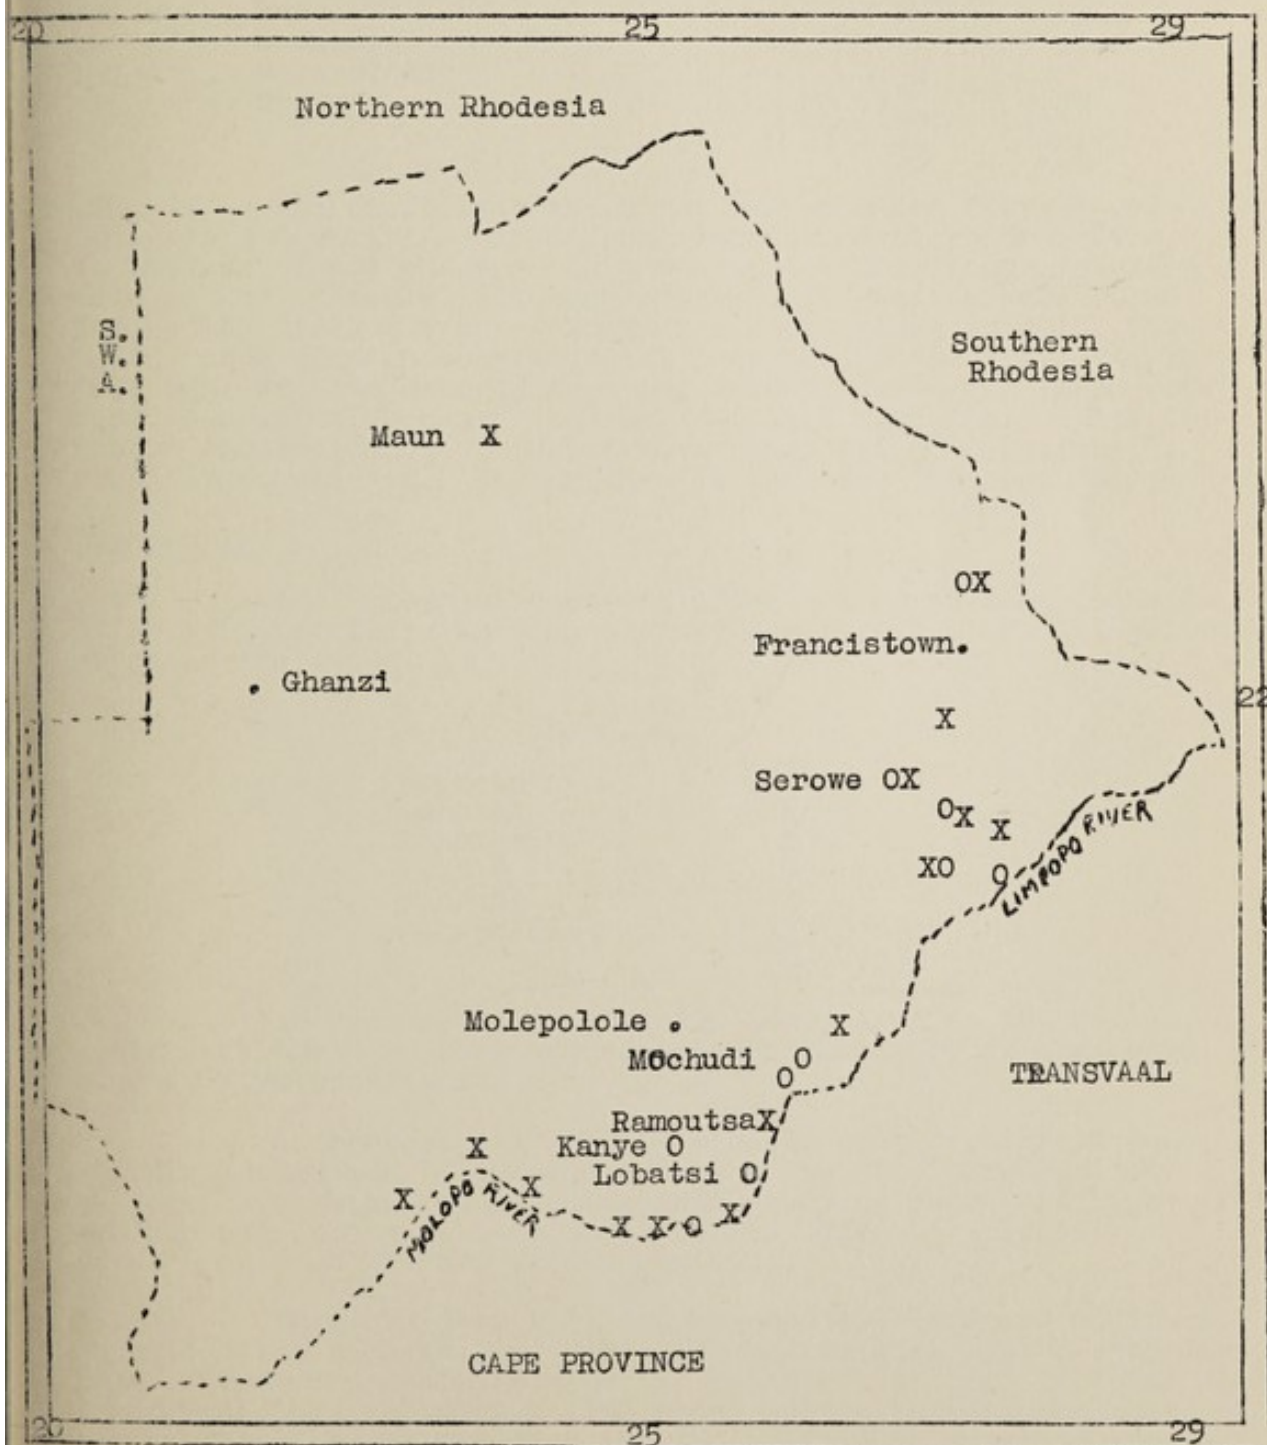 20 25 29
Northern Rhodesia
S.
W.
A.
Southern
Rhodesia
Maun X
OX
Francistown.
. Ghanzi
22
X
Serowe OX
OX X
XO O
LIMPOPO RIVER
Molepolole .
X
Mochudi O
O
TRANSVAAL
Ramoutsa X
X Kanye O
Lobatsi O
X X
MOLOPO RIVER
X X O X
CAPE PROVINCE
20 25 29